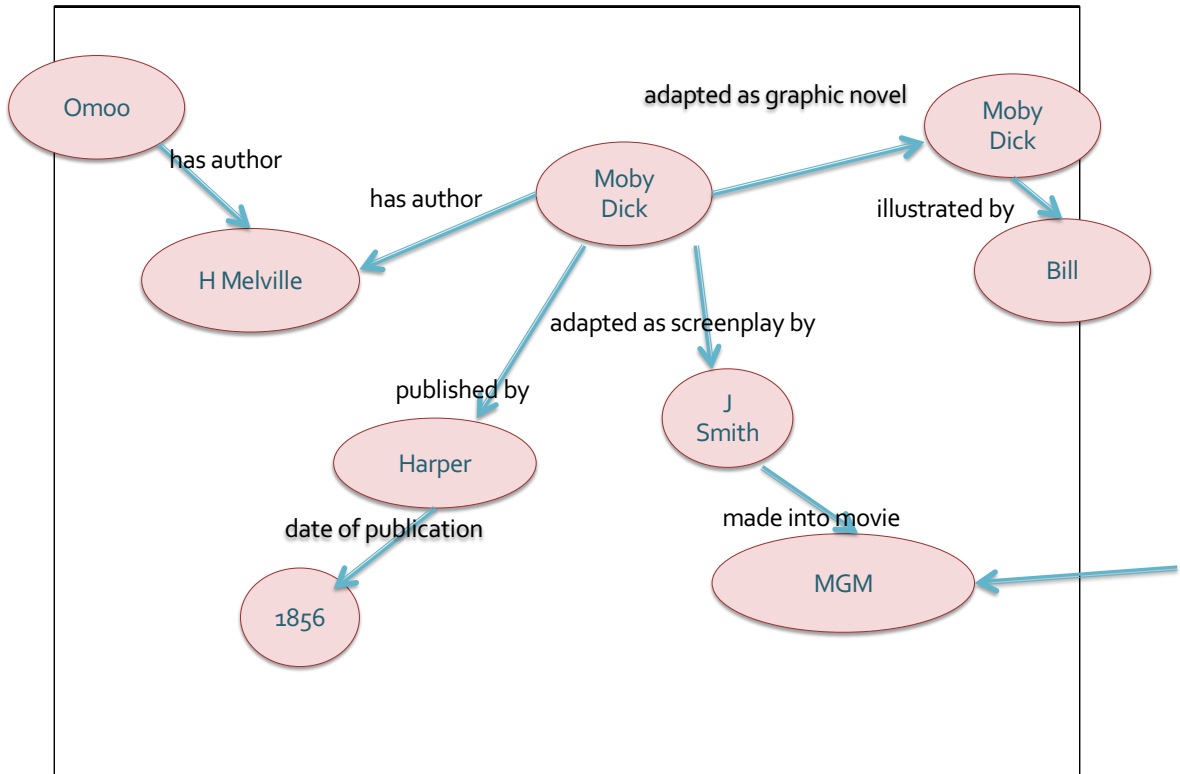 adapted as graphic novel
Omoo
Moby
Dick
has author
Moby
Dick
has author
illustrated by
H Melville
Bill
adapted as screenplay by
published by
J
Smith
Harper
made into movie
date of publication
MGM
1856